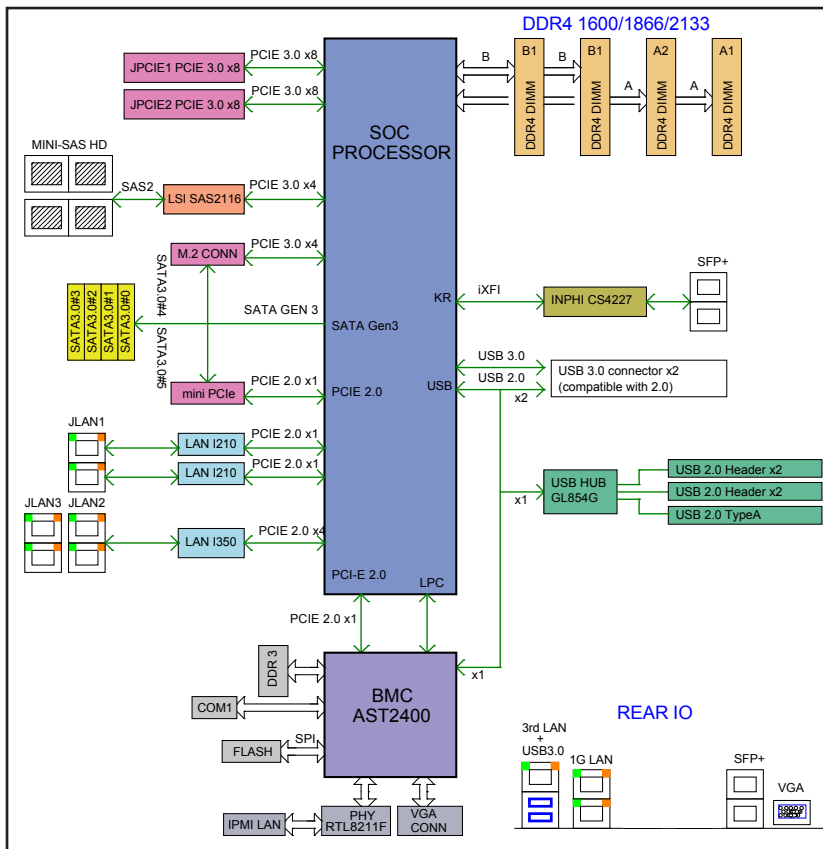 DDR4 1600/1866/2133
JPCIE1 PCIE 3.0 x8
PCIE 3.0 x8
JPCIE2 PCIE 3.0 x8
PCIE 3.0 x8
SOC
PROCESSOR
B
B
A
A
B1
DDR4 DIMM
B1
DDR4 DIMM
A2
DDR4 DIMM
A1
DDR4 DIMM
MINI-SAS HD
SAS2
LSI SAS2116
PCIE 3.0 x4
M.2 CONN
PCIE 3.0 x4
SATA3.0#4
SATA3.0#5
SATA3.0#3
SATA3.0#2
SATA3.0#1
SATA3.0#0
SATA GEN 3
SATA Gen3
mini PCIe
PCIE 2.0 x1
PCIE 2.0
KR
iXFI
INPHI CS4227
SFP+
USB
USB 3.0
USB 2.0
x2
USB 3.0 connector x2
(compatible with 2.0)
JLAN1
LAN I210
PCIE 2.0 x1
LAN I210
PCIE 2.0 x1
x1
USB HUB
GL854G
USB 2.0 Header x2
USB 2.0 Header x2
USB 2.0 TypeA
JLAN3
JLAN2
LAN I350
PCIE 2.0 x4
PCI-E 2.0
LPC
PCIE 2.0 x1
x1
DDR 3
COM1
SPI
FLASH
BMC
AST2400
IPMI LAN
PHY
RTL8211F
VGA
CONN
REAR IO
3rd LAN
+
USB3.0
1G LAN
SFP+
VGA